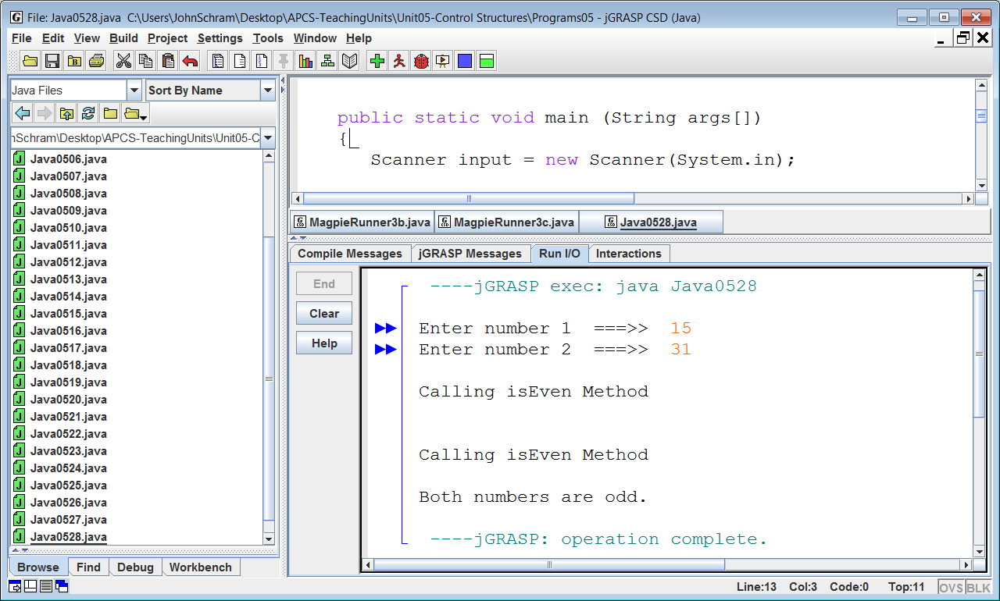 File: Java0528.java  C:\Users\JohnSchram\Desktop\APCS-TeachingUnits\Unit05-Control Structures\Programs05 - jGRASP CSD (Java)
File Edit View Build Project Settings Tools Window Help
Java Files
Sort By Name
nSchram\Desktop\APCS-TeachingUnits\Unit05-C
Java0506.java
Java0507.java
Java0508.java
Java0509.java
Java0510.java
Java0511.java
Java0512.java
Java0513.java
Java0514.java
Java0515.java
Java0516.java
Java0517.java
Java0518.java
Java0519.java
Java0520.java
Java0521.java
Java0522.java
Java0523.java
Java0524.java
Java0525.java
Java0526.java
Java0527.java
Java0528.java
Browse Find Debug Workbench
public static void main (String args[])
{
Scanner input = new Scanner(System.in);
MagpieRunner3b.java MagpieRunner3c.java Java0528.java
Compile Messages jGRASP Messages Run I/O Interactions
End
Clear
Help
----jGRASP exec: java Java0528
Enter number 1  ===>>  15
Enter number 2  ===>>  31
Calling isEven Method
Calling isEven Method
Both numbers are odd.
----jGRASP: operation complete.
Line:13 Col:3 Code:0 Top:11 OVS BLK